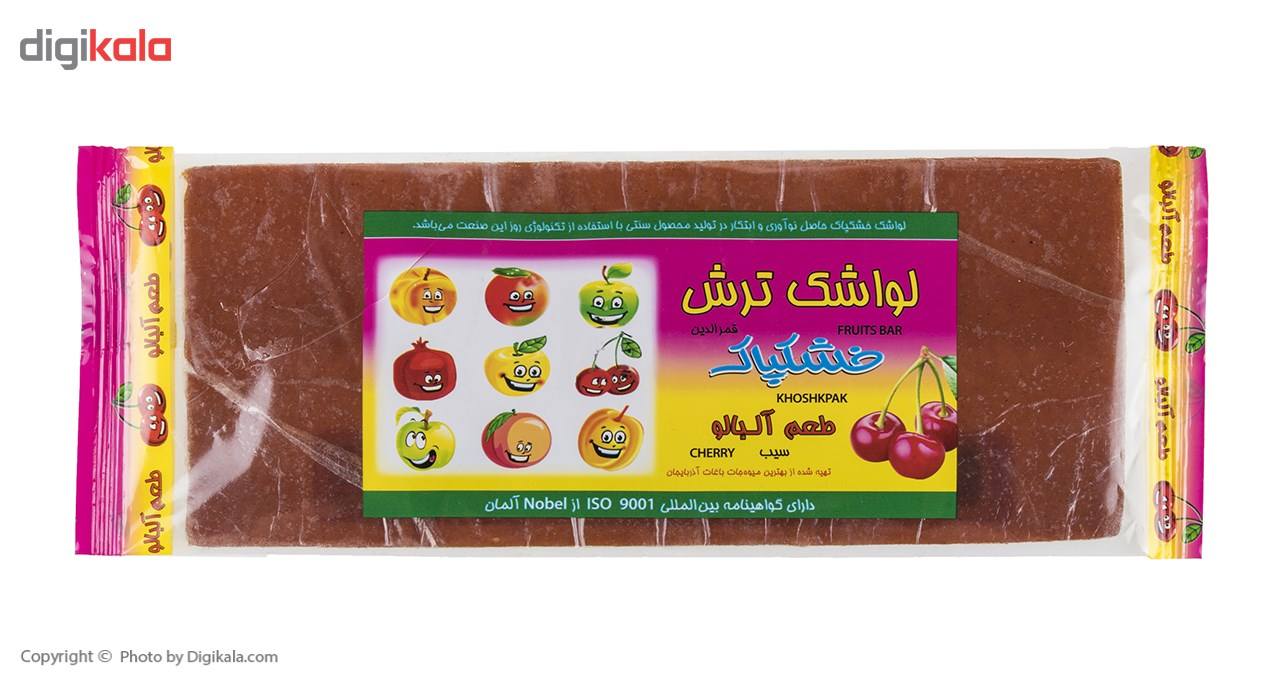 digikala
لواشک خشکپاک حاصل نوآوری و ابتکار در تولید محصول سنتی با استفاده از تکنولوژی روز این صنعت می‌باشد.
لواشک ترش
FRUITS BAR
قمرالدین
خشکپاک
KHOSHKPAK
طعم آلبالو
CHERRY سیب
تهیه شده از بهترین میوه‌جات باغات آذربایجان
دارای گواهینامه بین‌المللی ISO 9001 از Nobel آلمان
طعم آلبالو
طعم آلبالو
Copyright © Photo by Digikala.com